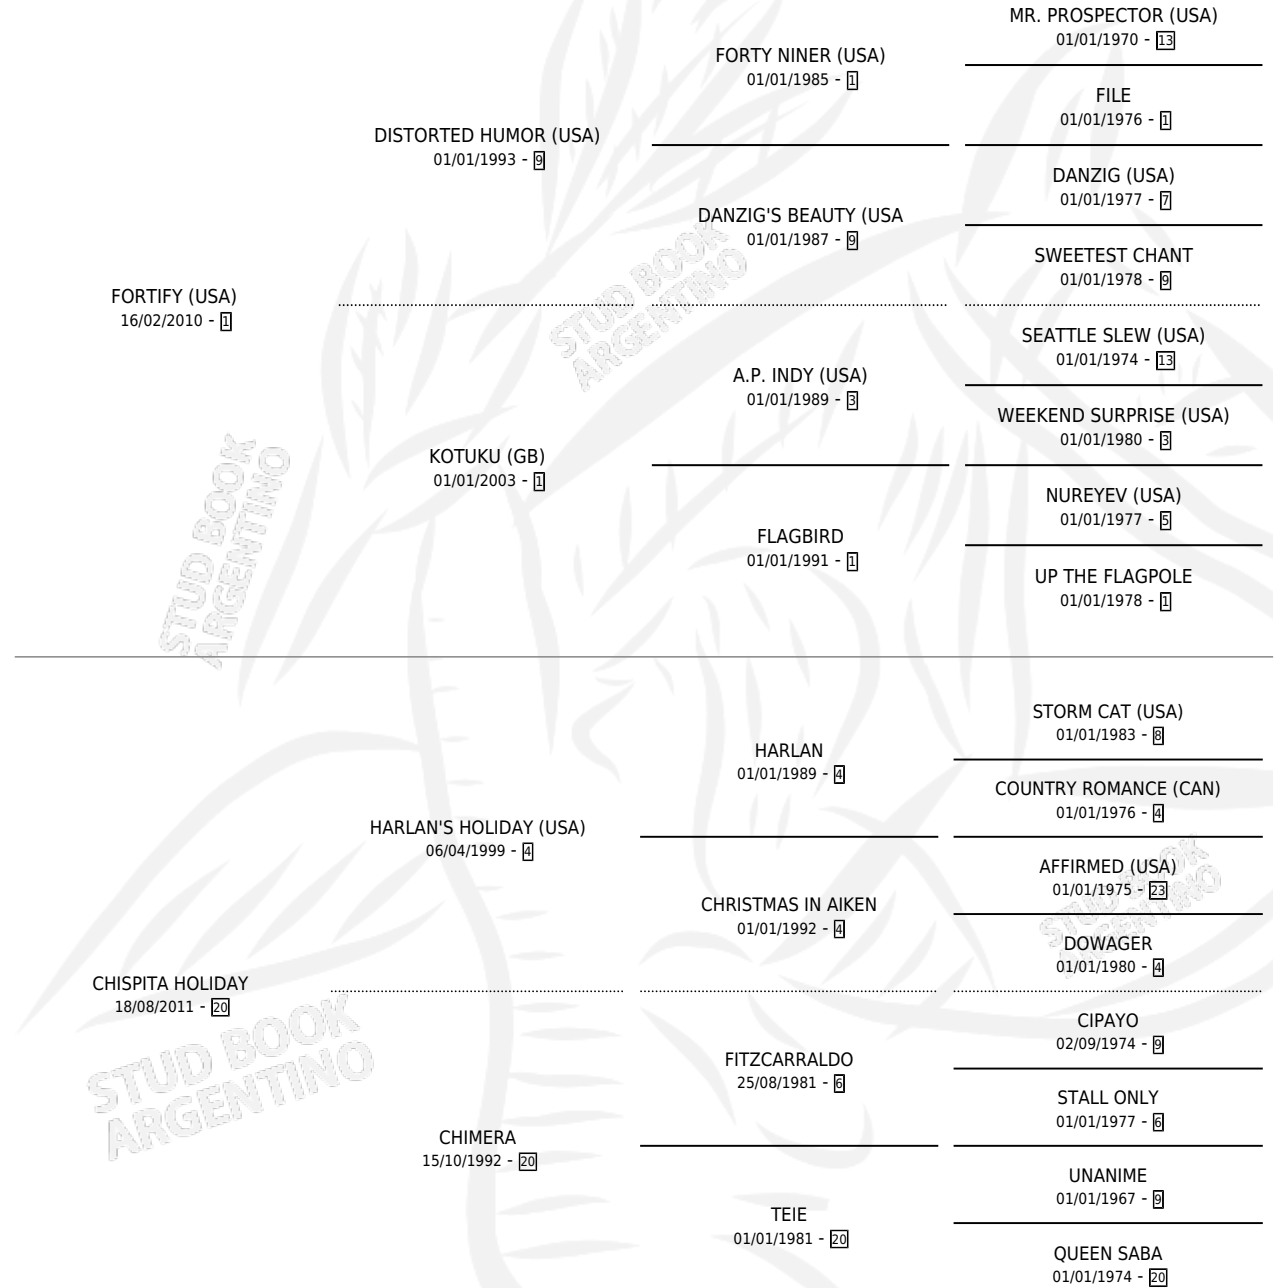 MR. PROSPECTOR (USA)
01/01/1970 - 13
FORTY NINER (USA)
01/01/1985 - 1
FILE
01/01/1976 - 1
DISTORTED HUMOR (USA)
01/01/1993 - 9
DANZIG (USA)
01/01/1977 - 7
DANZIG'S BEAUTY (USA
01/01/1987 - 9
SWEETEST CHANT
01/01/1978 - 9
FORTIFY (USA)
16/02/2010 - 1
STUD BOOK
ARGENTINO
SEATTLE SLEW (USA)
01/01/1974 - 13
A.P. INDY (USA)
01/01/1989 - 3
WEEKEND SURPRISE (USA)
01/01/1980 - 3
KOTUKU (GB)
01/01/2003 - 1
NUREYEV (USA)
01/01/1977 - 5
FLAGBIRD
01/01/1991 - 1
UP THE FLAGPOLE
01/01/1978 - 1
STUD BOOK
ARGENTINO
STORM CAT (USA)
01/01/1983 - 8
HARLAN
01/01/1989 - 4
COUNTRY ROMANCE (CAN)
01/01/1976 - 4
HARLAN'S HOLIDAY (USA)
06/04/1999 - 4
AFFIRMED (USA)
01/01/1975 - 23
CHRISTMAS IN AIKEN
01/01/1992 - 4
DOWAGER
01/01/1980 - 4
STUD BOOK
ARGENTINO
CHISPITA HOLIDAY
18/08/2011 - 20
STUD BOOK
ARGENTINO
CIPAYO
02/09/1974 - 9
FITZCARRALDO
25/08/1981 - 6
STALL ONLY
01/01/1977 - 6
CHIMERA
15/10/1992 - 20
UNANIME
01/01/1967 - 9
TEIE
01/01/1981 - 20
QUEEN SABA
01/01/1974 - 20